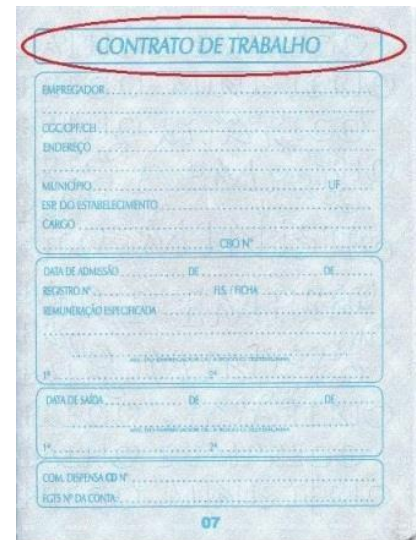 CONTRATO DE TRABALHO
EMPREGADOR
CGC/CPF/CEI
ENDEREÇO
MUNICÍPIO UF
ESP. DO ESTABELECIMENTO
CARGO
CBO Nº
DATA DE ADMISSÃO DE DE
REGISTRO Nº FLS. / FICHA
REMUNERAÇÃO ESPECIFICADA
1ª 2ª
DATA DE SAÍDA DE DE
1ª 2ª
COM. DISPENSA CD Nº
FGTS Nº DA CONTA
07